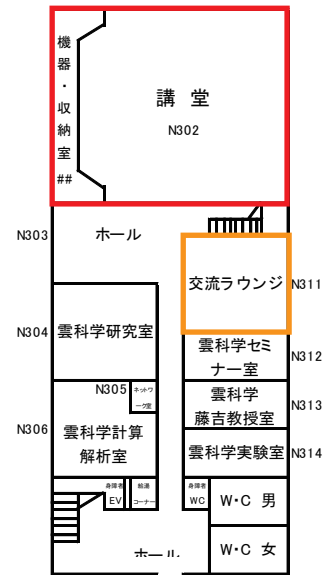 機器・収納室
##
講 堂
N302
N303
ホール
交流ラウンジ
N311
N304
雲科学研究室
雲科学セミ
ナー室
N312
N305
ネットワ
ーク室
雲科学
藤吉教授室
N313
N306
雲科学計算
解析室
雲科学実験室
N314
身障者
EV
給湯
コーナー
身障者
WC
W・C 男
W・C 女
ホール